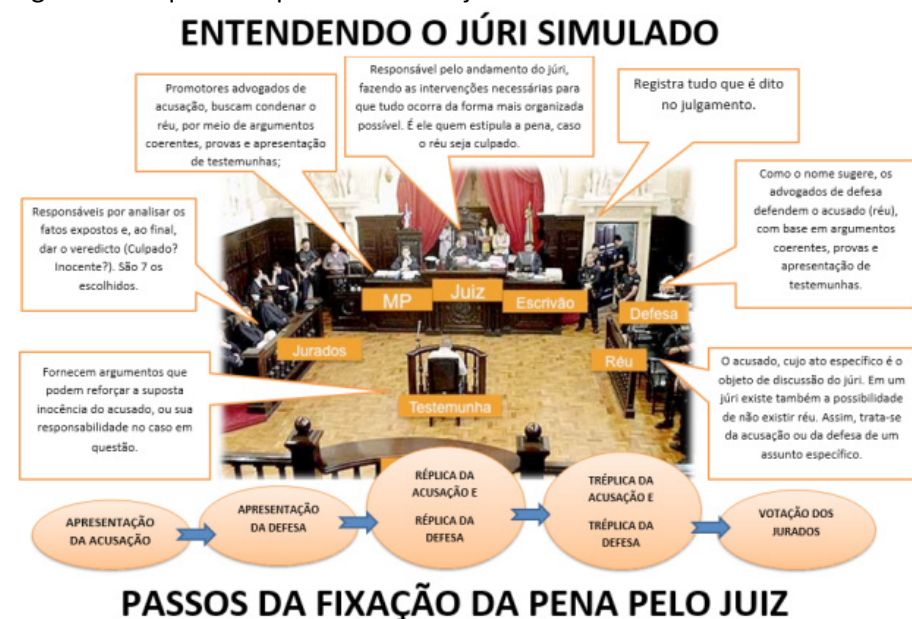 ENTENDENDO O JÚRI SIMULADO
Promotores advogados de
acusação, buscam condenar o
réu, por meio de argumentos
coerentes, provas e apresentação
de testemunhas;
Responsável pelo andamento do júri,
fazendo as intervenções necessárias para
que tudo ocorra da forma mais organizada
possível. É ele quem estipula a pena, caso
o réu seja culpado.
Registra tudo que é dito
no julgamento.
Responsáveis por analisar os
fatos expostos e, ao final,
dar o veredicto (Culpado?
Inocente?). São 7 os
escolhidos.
Como o nome sugere, os
advogados de defesa
defendem o acusado (réu),
com base em argumentos
coerentes, provas e
apresentação de
testemunhas.
MP
Juiz
Escrivão
Defesa
Jurados
Réu
Testemunha
Fornecem argumentos que
podem reforçar a suposta
inocência do acusado, ou sua
responsabilidade no caso em
questão.
O acusado, cujo ato específico é o
objeto de discussão do júri. Em um
júri existe também a possibilidade
de não existir réu. Assim, trata-se
da acusação ou da defesa de um
assunto específico.
APRESENTAÇÃO
DA ACUSAÇÃO
APRESENTAÇÃO
DA DEFESA
RÉPLICA DA
ACUSAÇÃO E
RÉPLICA DA
DEFESA
TRÉPLICA DA
ACUSAÇÃO E
TRÉPLICA DA
DEFESA
VOTAÇÃO DOS
JURADOS
PASSOS DA FIXAÇÃO DA PENA PELO JUIZ